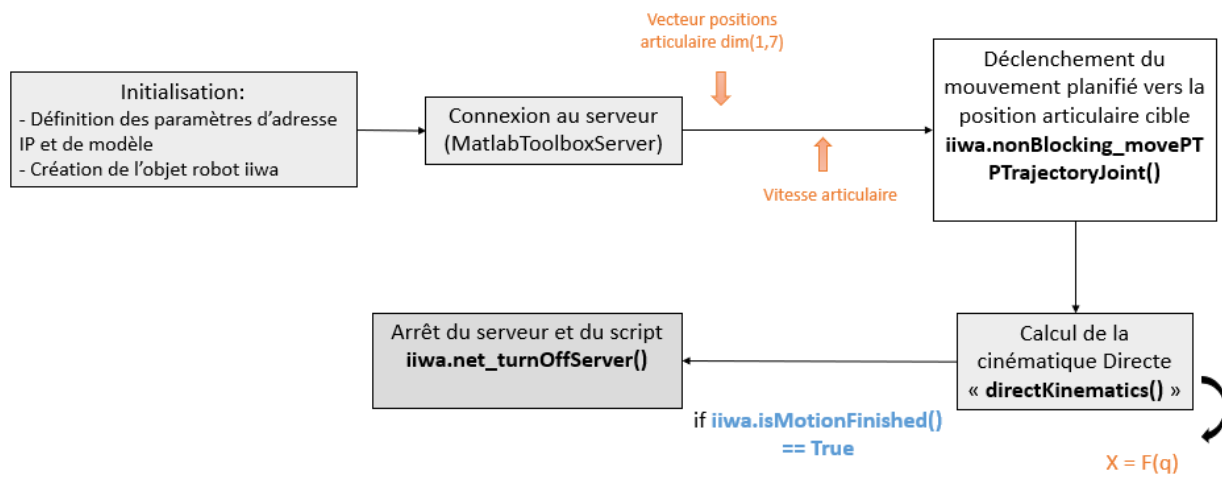 Initialisation:
- Définition des paramètres d'adresse
IP et de modèle
- Création de l'objet robot iiwa
Connexion au serveur
(MatlabToolboxServer)
Vecteur positions
articulaire dim(1,7)
Vitesse articulaire
Déclenchement du
mouvement planifié vers la
position articulaire cible
iiwa.nonBlocking_movePT
PTrajectoryJoint()
Calcul de la
cinématique Directe
« directKinematics() »
X = F(q)
if iiwa.isMotionFinished()
== True
Arrêt du serveur et du script
iiwa.net_turnOffServer()